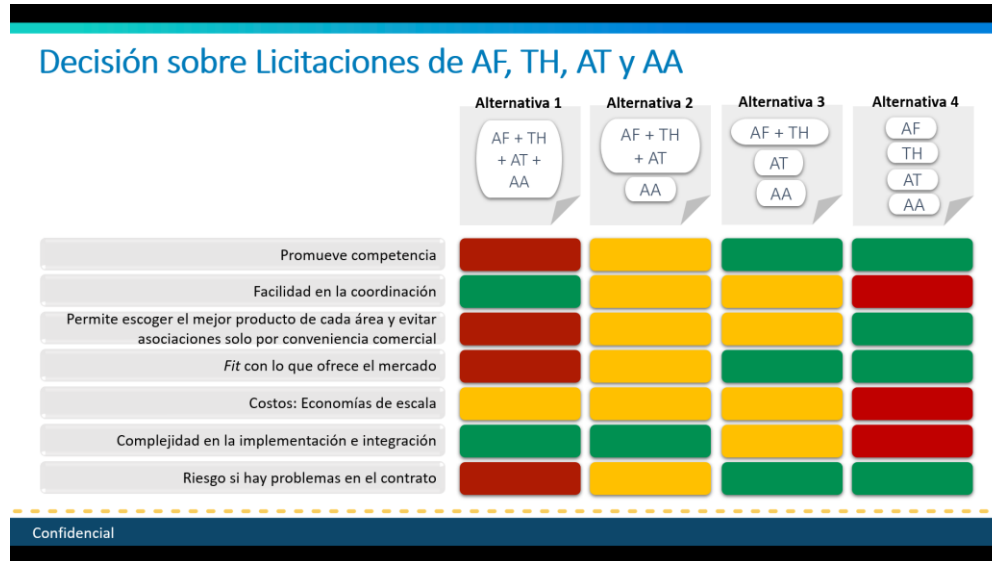 Decisión sobre Licitaciones de AF, TH, AT y AA
Alternativa 1
Alternativa 2
Alternativa 3
Alternativa 4
AF + TH
+ AT +
AA
AF + TH
+ AT
AA
AF + TH
AT
AA
AF
TH
AT
AA
Promueve competencia
Facilidad en la coordinación
Permite escoger el mejor producto de cada área y evitar
asociaciones solo por conveniencia comercial
Fit con lo que ofrece el mercado
Costos: Economías de escala
Complejidad en la implementación e integración
Riesgo si hay problemas en el contrato
Confidencial